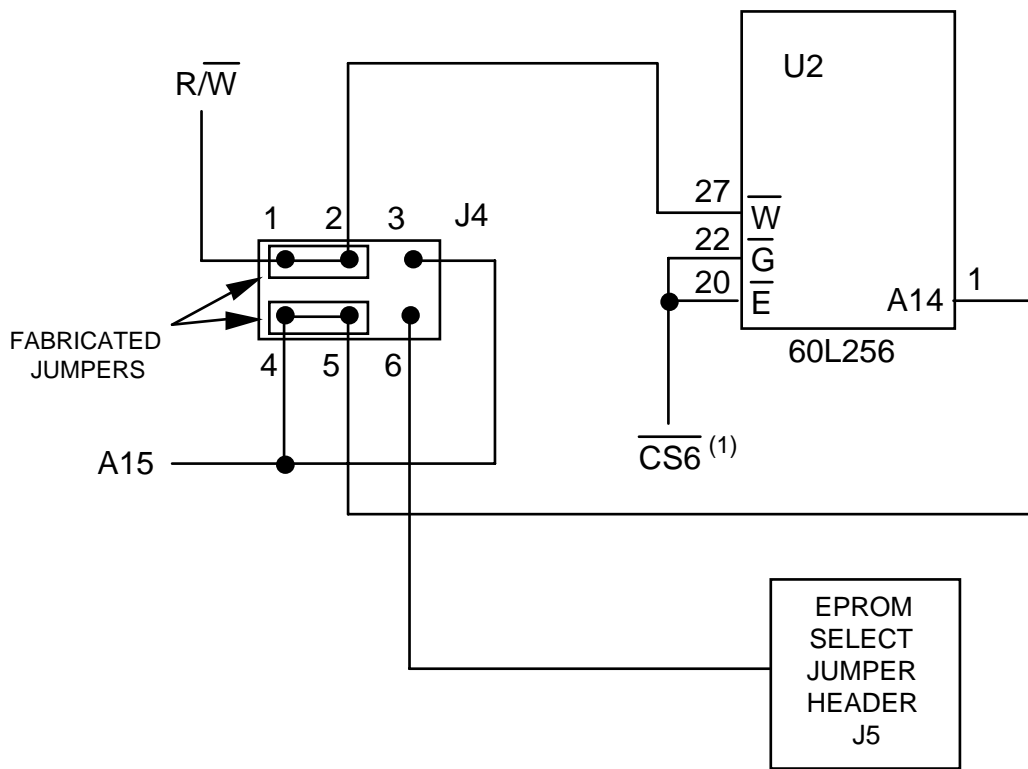 U2
R/W̅
27
W̅
22
G̅
20
E̅
A14
1
60L256
1
2
3
J4
FABRICATED
JUMPERS
4
5
6
A15
C̅S̅6̅ (1)
EPROM
SELECT
JUMPER
HEADER
J5